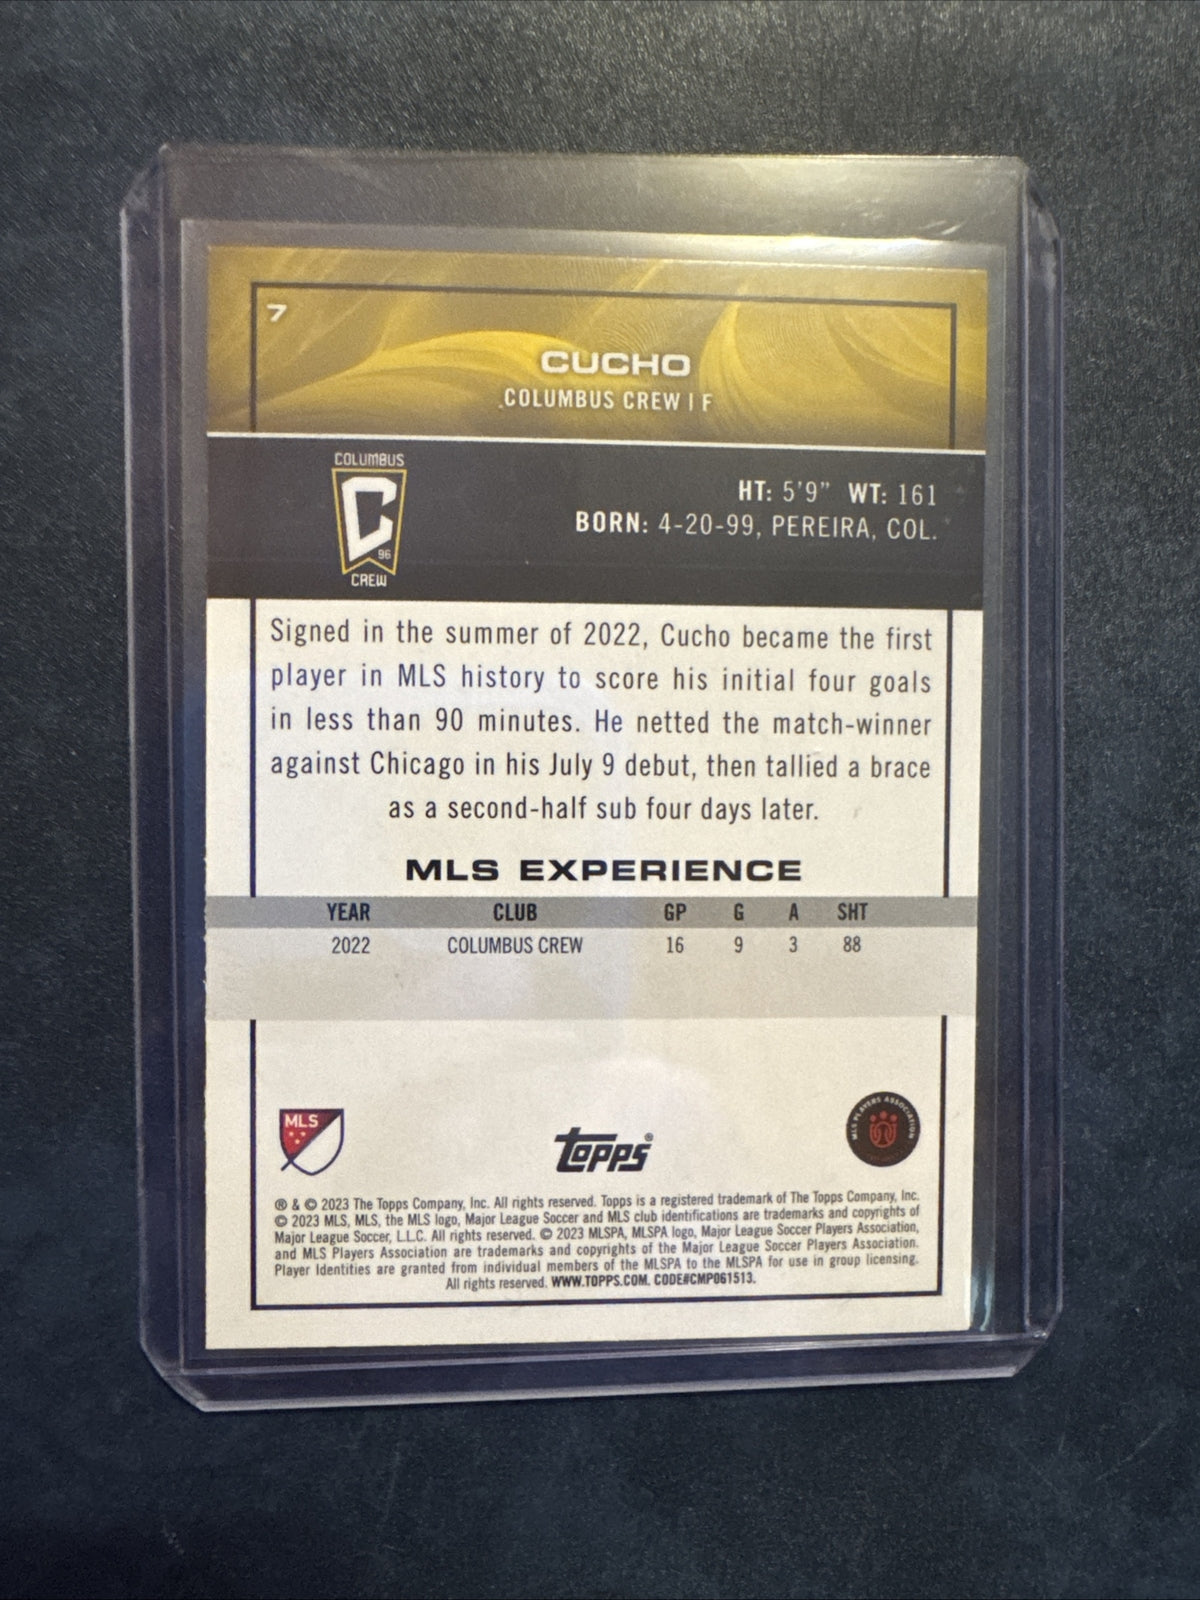 7
CUCHO
COLUMBUS CREW | F
COLUMBUS
C
96
CREW
HT: 5'9" WT: 161
BORN: 4-20-99, PEREIRA, COL.
Signed in the summer of 2022, Cucho became the first
player in MLS history to score his initial four goals
in less than 90 minutes. He netted the match-winner
against Chicago in his July 9 debut, then tallied a brace
as a second-half sub four days later.
MLS EXPERIENCE
YEAR CLUB GP G A SHT
2022 COLUMBUS CREW 16 9 3 88
MLS
Topps®
MLS PLAYERS ASSOCIATION
® & © 2023 The Topps Company, Inc. All rights reserved. Topps is a registered trademark of The Topps Company, Inc.
© 2023 MLS, MLS, the MLS logo, Major League Soccer and MLS club identifications are trademarks and copyrights of
Major League Soccer, L.L.C. All rights reserved. © 2023 MLSPA, MLSPA logo, Major League Soccer Players Association,
and MLS Players Association are trademarks and copyrights of the Major League Soccer Players Association.
Player Identities are granted from individual members of the MLSPA to the MLSPA for use in group licensing.
All rights reserved. WWW.TOPPS.COM. CODE#CMP061513.